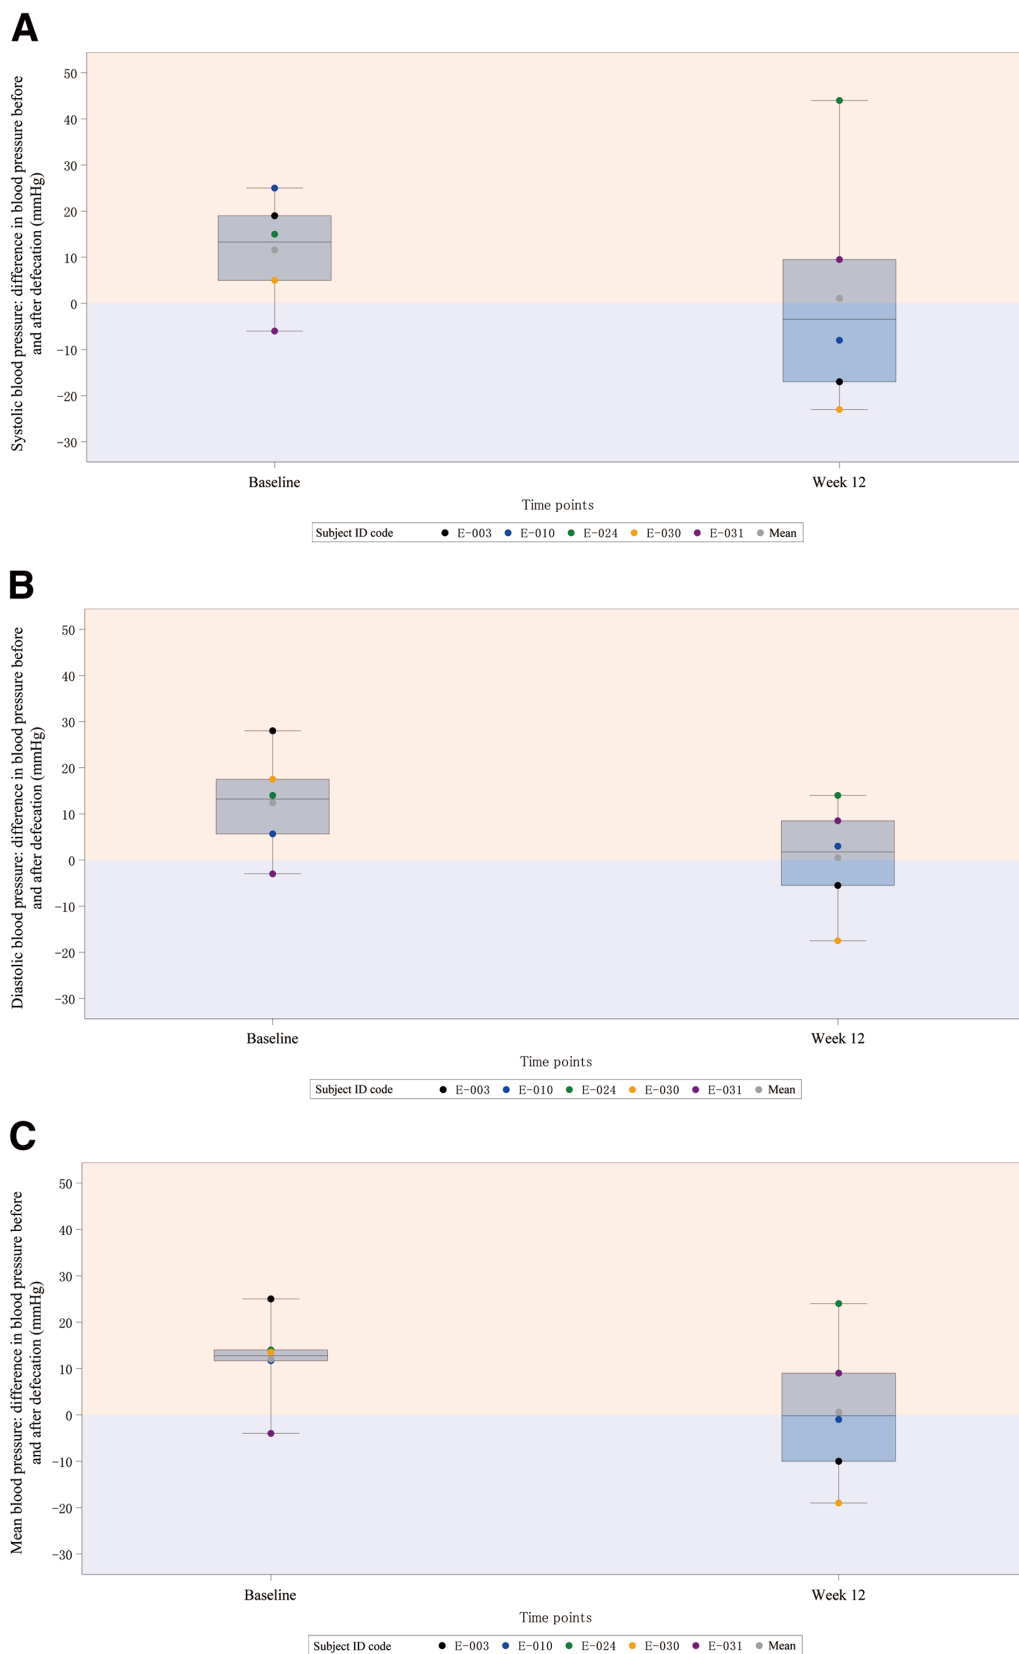 A
Systolic blood pressure: difference in blood pressure before
and after defecation (mmHg)
50
40
30
20
10
0
−10
−20
−30
Baseline
Week 12
Time points
Subject ID code E−003 E−010 E−024 E−030 E−031 Mean
B
Diastolic blood pressure: difference in blood pressure before
and after defecation (mmHg)
50
40
30
20
10
0
−10
−20
−30
Baseline
Week 12
Time points
Subject ID code E−003 E−010 E−024 E−030 E−031 Mean
C
Mean blood pressure: difference in blood pressure before
and after defecation (mmHg)
50
40
30
20
10
0
−10
−20
−30
Baseline
Week 12
Time points
Subject ID code E−003 E−010 E−024 E−030 E−031 Mean